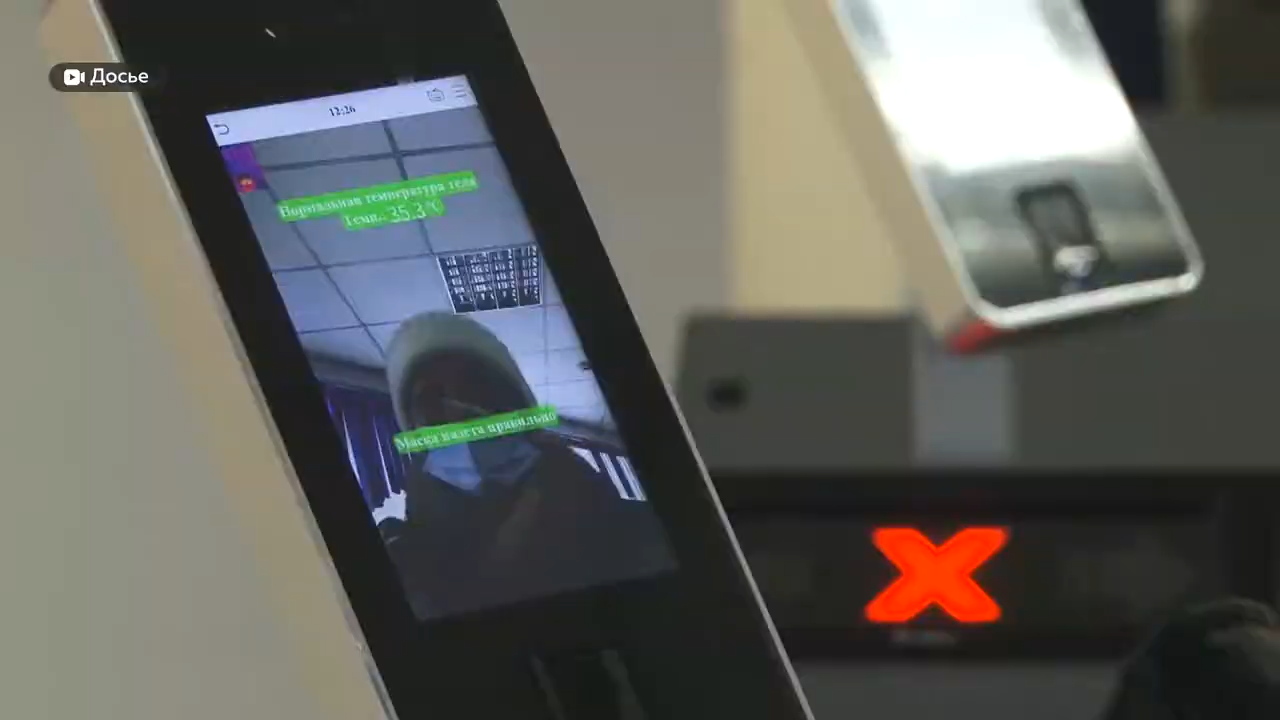 Досье
12:26
Нормальная температура тела
Темп.: 35.3 °C
Маска надета правильно